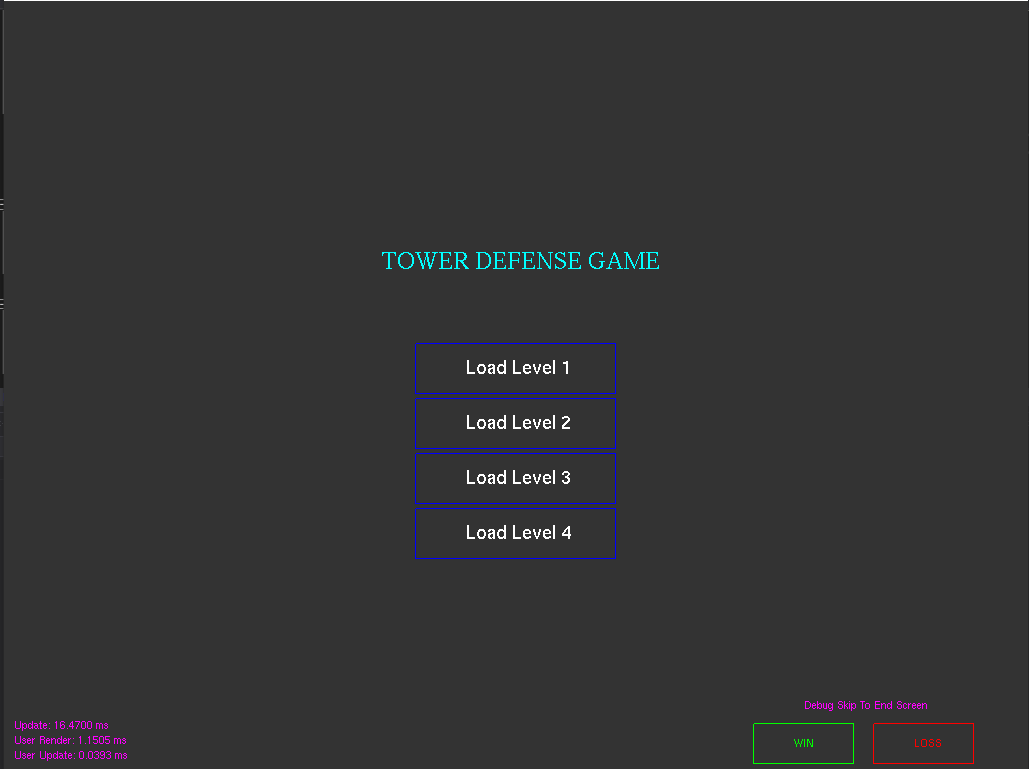 TOWER DEFENSE GAME
Load Level 1
Load Level 2
Load Level 3
Load Level 4
Debug Skip To End Screen
Update: 16.4700 ms
User Render: 1.1505 ms
User Update: 0.0393 ms
WIN
LOSS